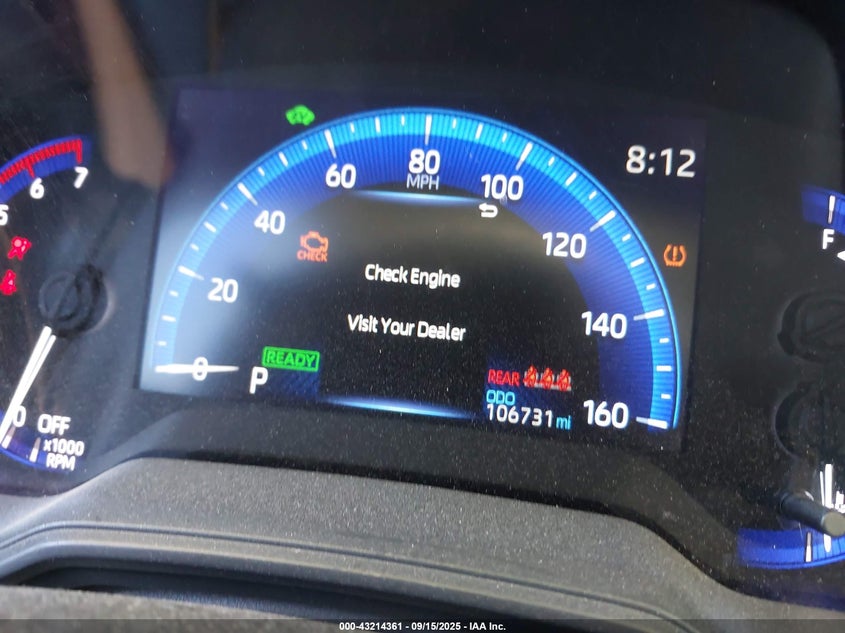 8:12
80
MPH
60
100
40
120
20
140
0
160
CHECK
Check Engine
Visit Your Dealer
READY
P
REAR
ODO
106731 mi
5
6
7
0
OFF
x1000
RPM
F
000-43214361 - 09/15/2025 - IAA Inc.